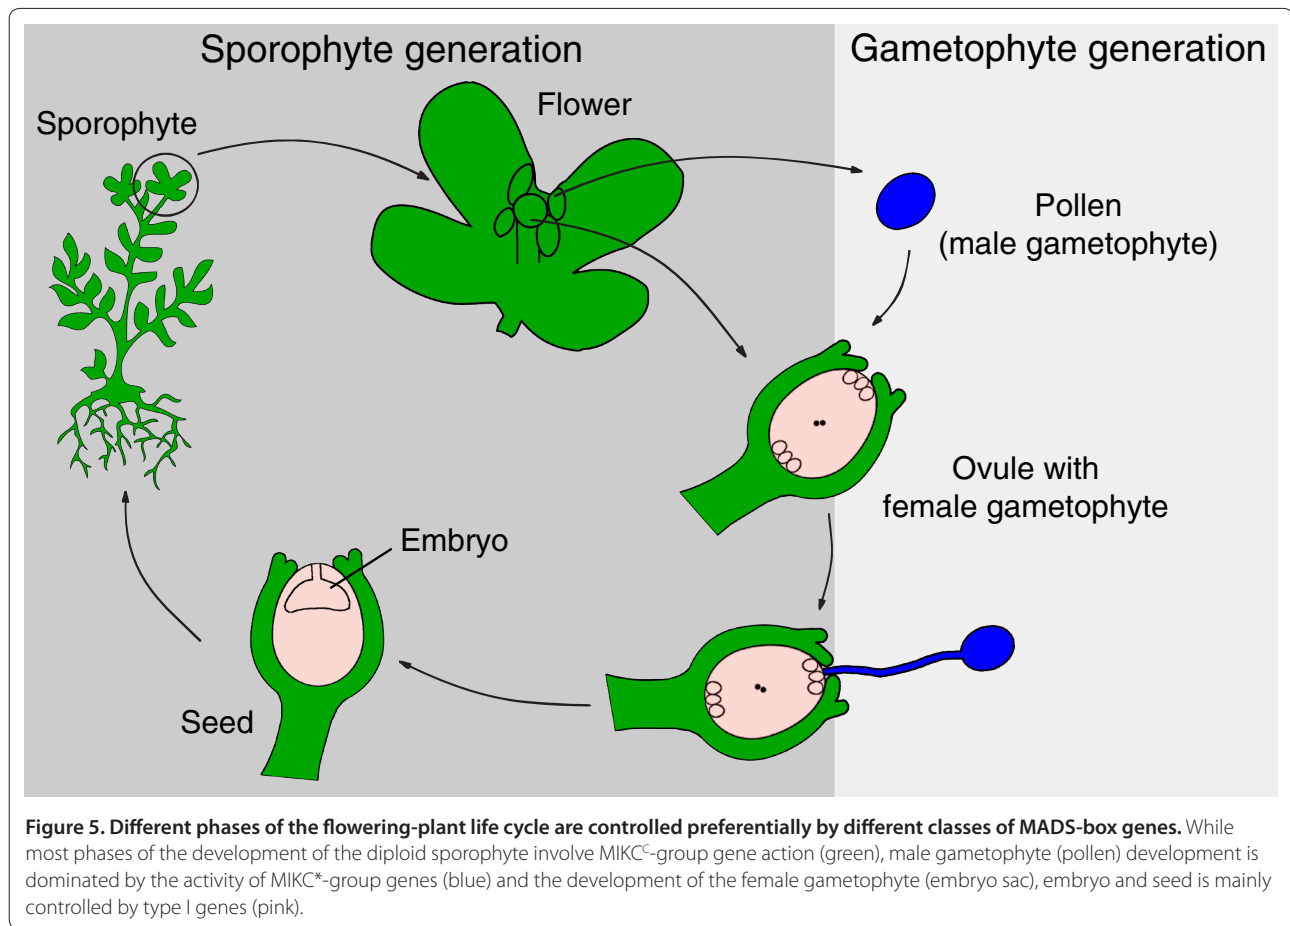 Sporophyte generation
Gametophyte generation
Flower
Sporophyte
Pollen
(male gametophyte)
Ovule with
female gametophyte
Embryo
Seed
Figure 5. Different phases of the flowering-plant life cycle are controlled preferentially by different classes of MADS-box genes. While
most phases of the development of the diploid sporophyte involve MIKCᶜ-group gene action (green), male gametophyte (pollen) development is
dominated by the activity of MIKC*-group genes (blue) and the development of the female gametophyte (embryo sac), embryo and seed is mainly
controlled by type I genes (pink).